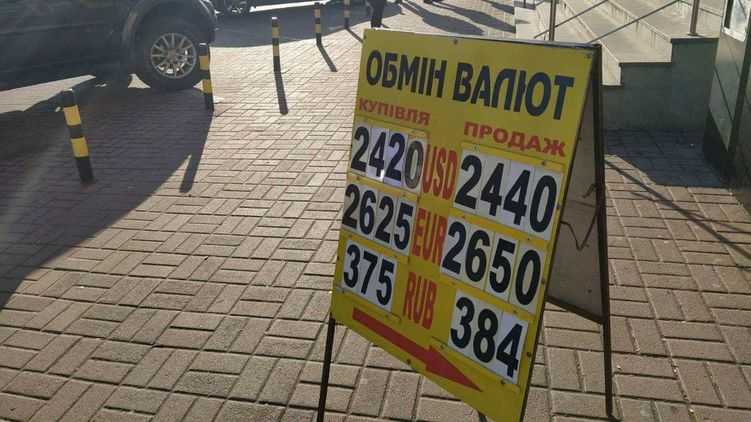 ОБМІН ВАЛЮТ
КУПІВЛЯ ПРОДАЖ
2420 USD 2440
2625 EUR 2650
375 RUB 384